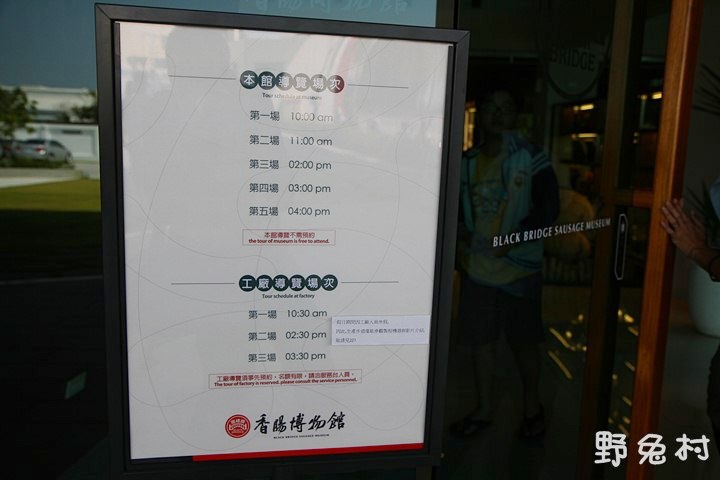 本館導覽場次
Tour schedule at museum
第一場 10:00 am
第二場 11:00 am
第三場 02:00 pm
第四場 03:00 pm
第五場 04:00 pm
本館導覽不需預約
the tour of museum is free to attend.
工廠導覽場次
Tour schedule at factory
第一場 10:30 am
第二場 02:30 pm
第三場 03:30 pm
工廠導覽須事先預約，名額有限，請洽服務台人員。
The tour of factory is reserved, please consult the service personnel.
香腸博物館
BLACK BRIDGE SAUSAGE MUSEUM
BRIDGE
BLACK BRIDGE SAUSAGE MUSEUM
野兔村